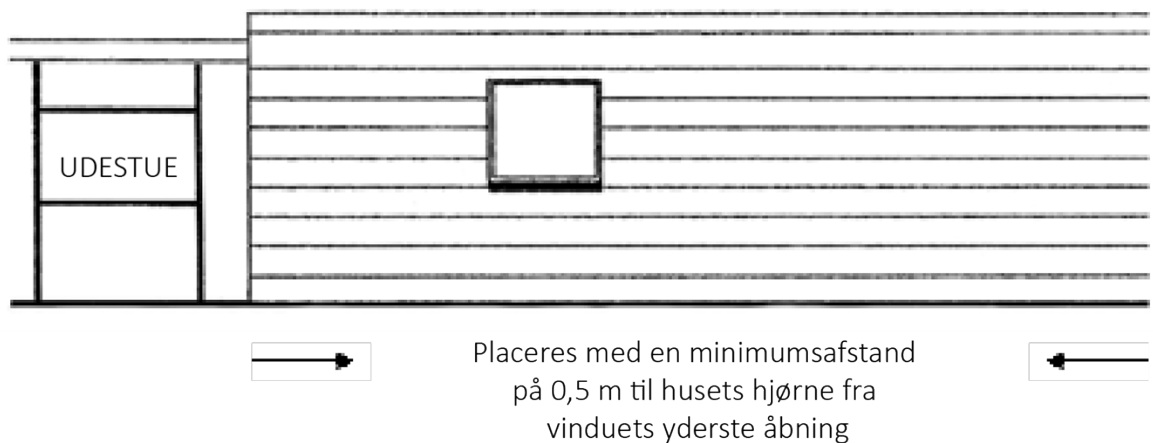 UDESTUE
Placeres med en minimumsafstand
på 0,5 m til husets hjørne fra
vinduets yderste åbning